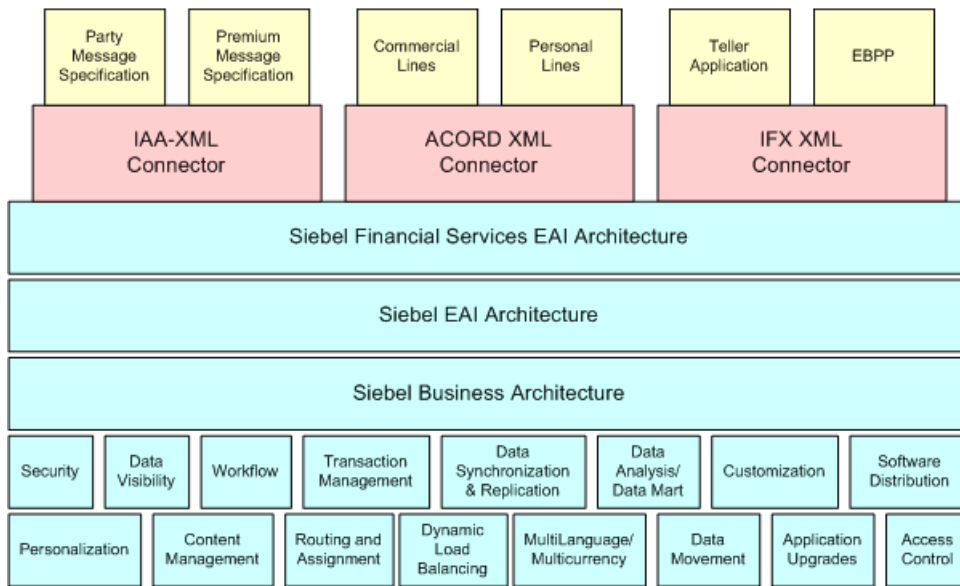 Party
Message
Specification
Premium
Message
Specification
Commercial
Lines
Personal
Lines
Teller
Application
EBPP
IAA-XML
Connector
ACORD XML
Connector
IFX XML
Connector
Siebel Financial Services EAI Architecture
Siebel EAI Architecture
Siebel Business Architecture
Security
Data
Visibility
Workflow
Transaction
Management
Data
Synchronization
& Replication
Data
Analysis/
Data Mart
Customization
Software
Distribution
Personalization
Content
Management
Routing and
Assignment
Dynamic
Load
Balancing
MultiLanguage/
Multicurrency
Data
Movement
Application
Upgrades
Access
Control